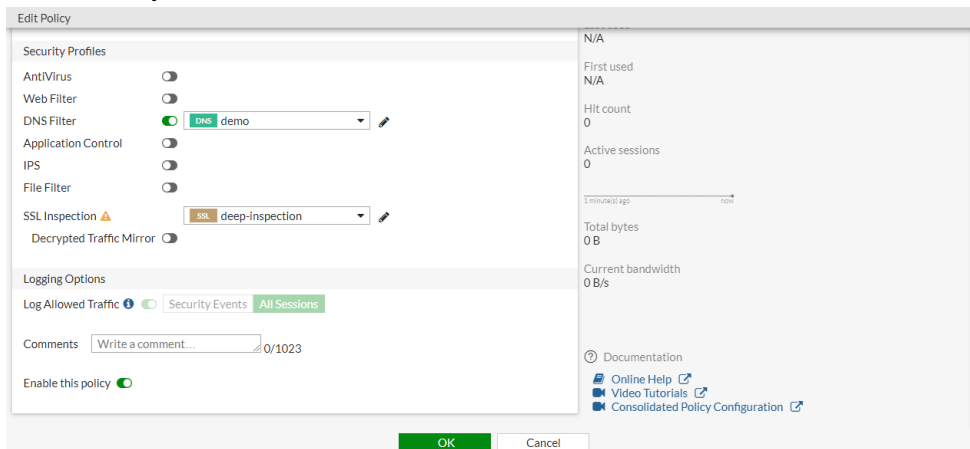 Edit Policy
Security Profiles
AntiVirus
Web Filter
DNS Filter DNS demo
Application Control
IPS
File Filter
SSL Inspection SSL deep-inspection
Decrypted Traffic Mirror
Logging Options
Log Allowed Traffic Security Events All Sessions
Comments Write a comment... 0/1023
Enable this policy
N/A
First used
N/A
Hit count
0
Active sessions
0
1 minute(s) ago now
Total bytes
0 B
Current bandwidth
0 B/s
Documentation
Online Help
Video Tutorials
Consolidated Policy Configuration
OK Cancel